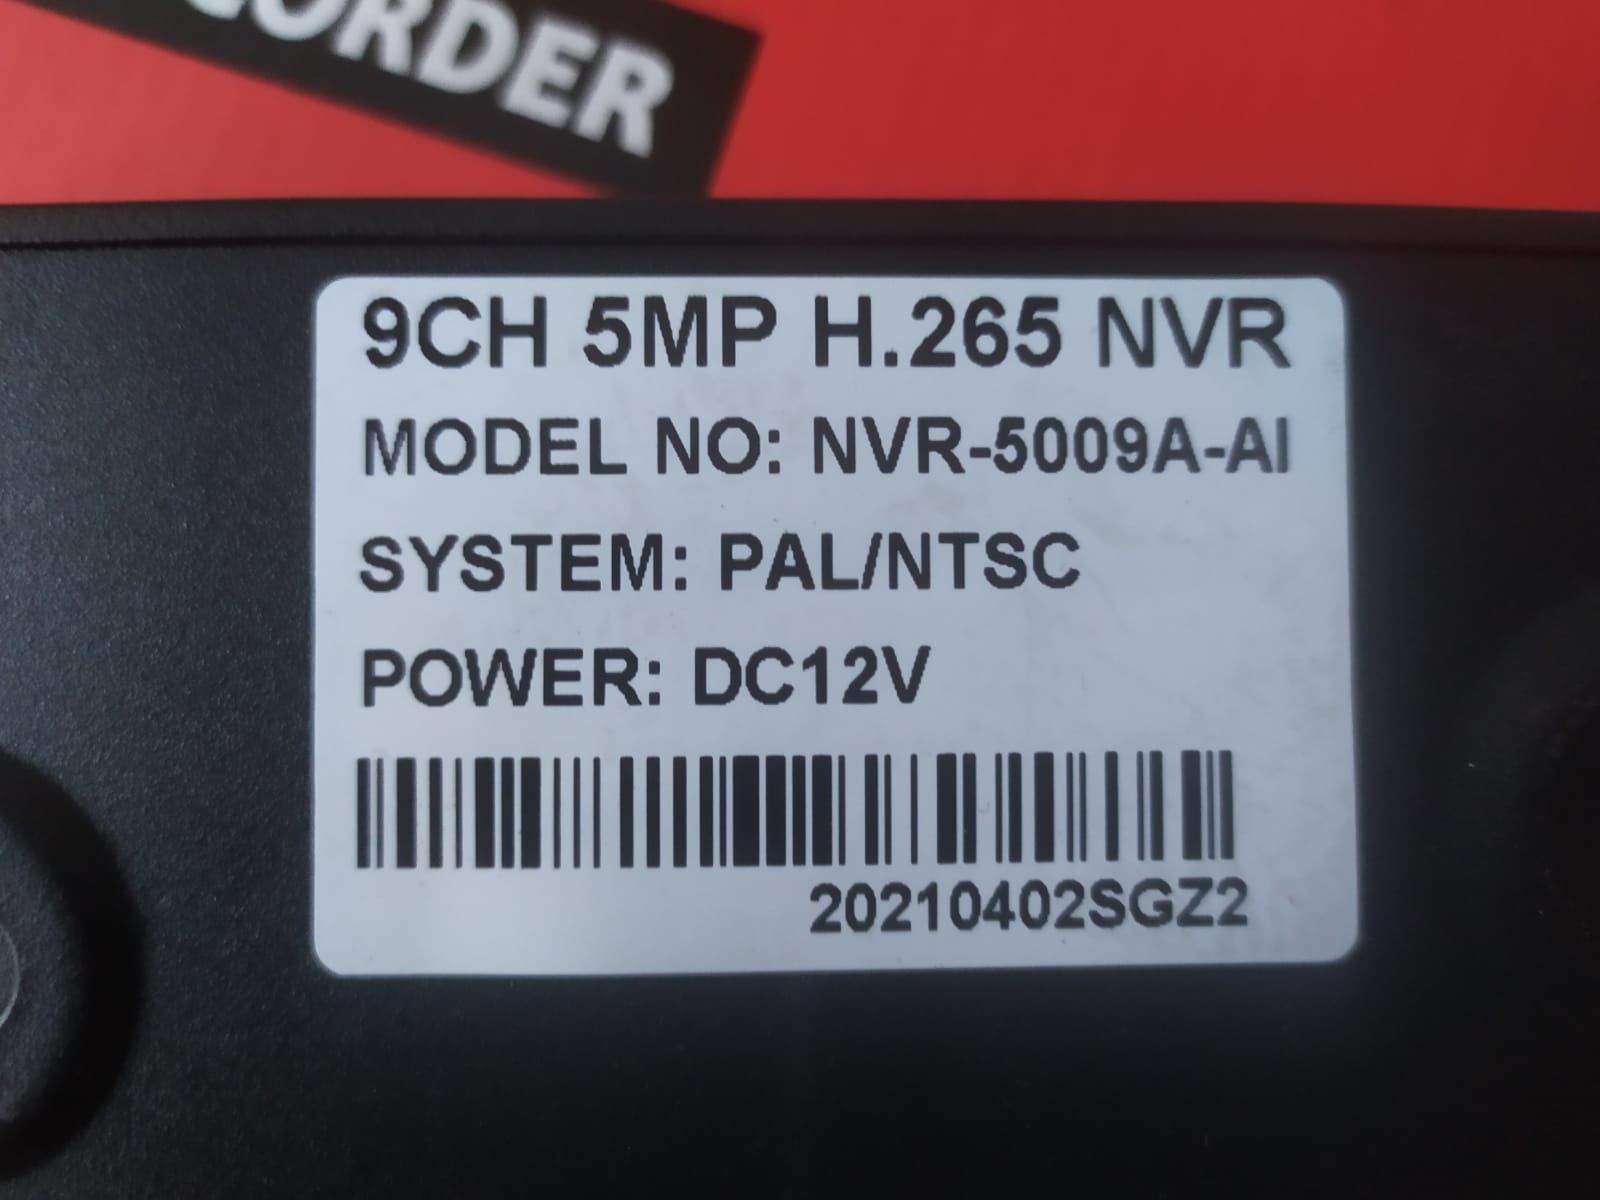 ORDER
9CH 5MP H.265 NVR
MODEL NO: NVR-5009A-AI
SYSTEM: PAL/NTSC
POWER: DC12V
20210402SGZ2